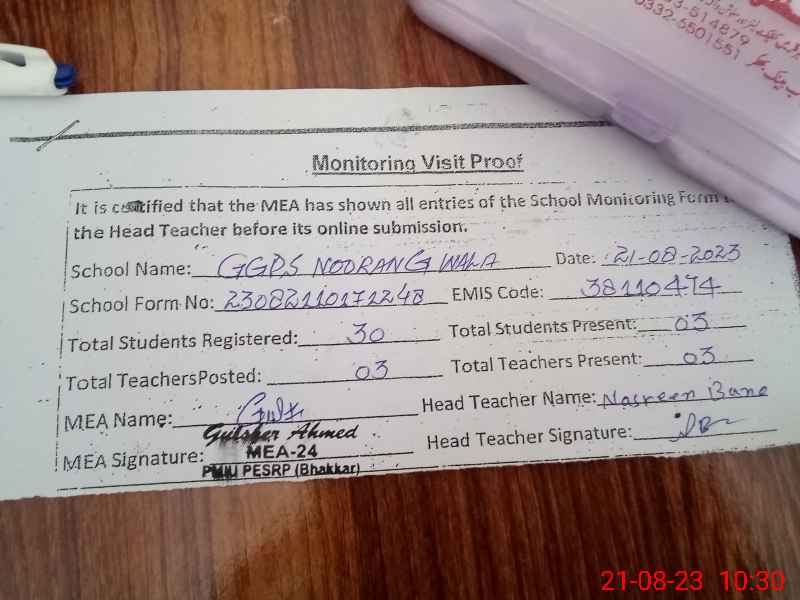 0332-5501551
Monitoring Visit Proof
It is certified that the MEA has shown all entries of the School Monitoring Form
the Head Teacher before its online submission.
School Name: GGPS NOORANG WALA Date: 21-08-2023
School Form No: 23082110171248 EMIS Code: 38110474
Total Students Registered: 30 Total Students Present: 03
Total TeachersPosted: 03 Total Teachers Present: 03
MEA Name: Head Teacher Name: Nasreen Bano
Gulsher Ahmed
MEA Signature: MEA-24 Head Teacher Signature:
PMIU PESRP (Bhakkar)
21-08-23 10:30